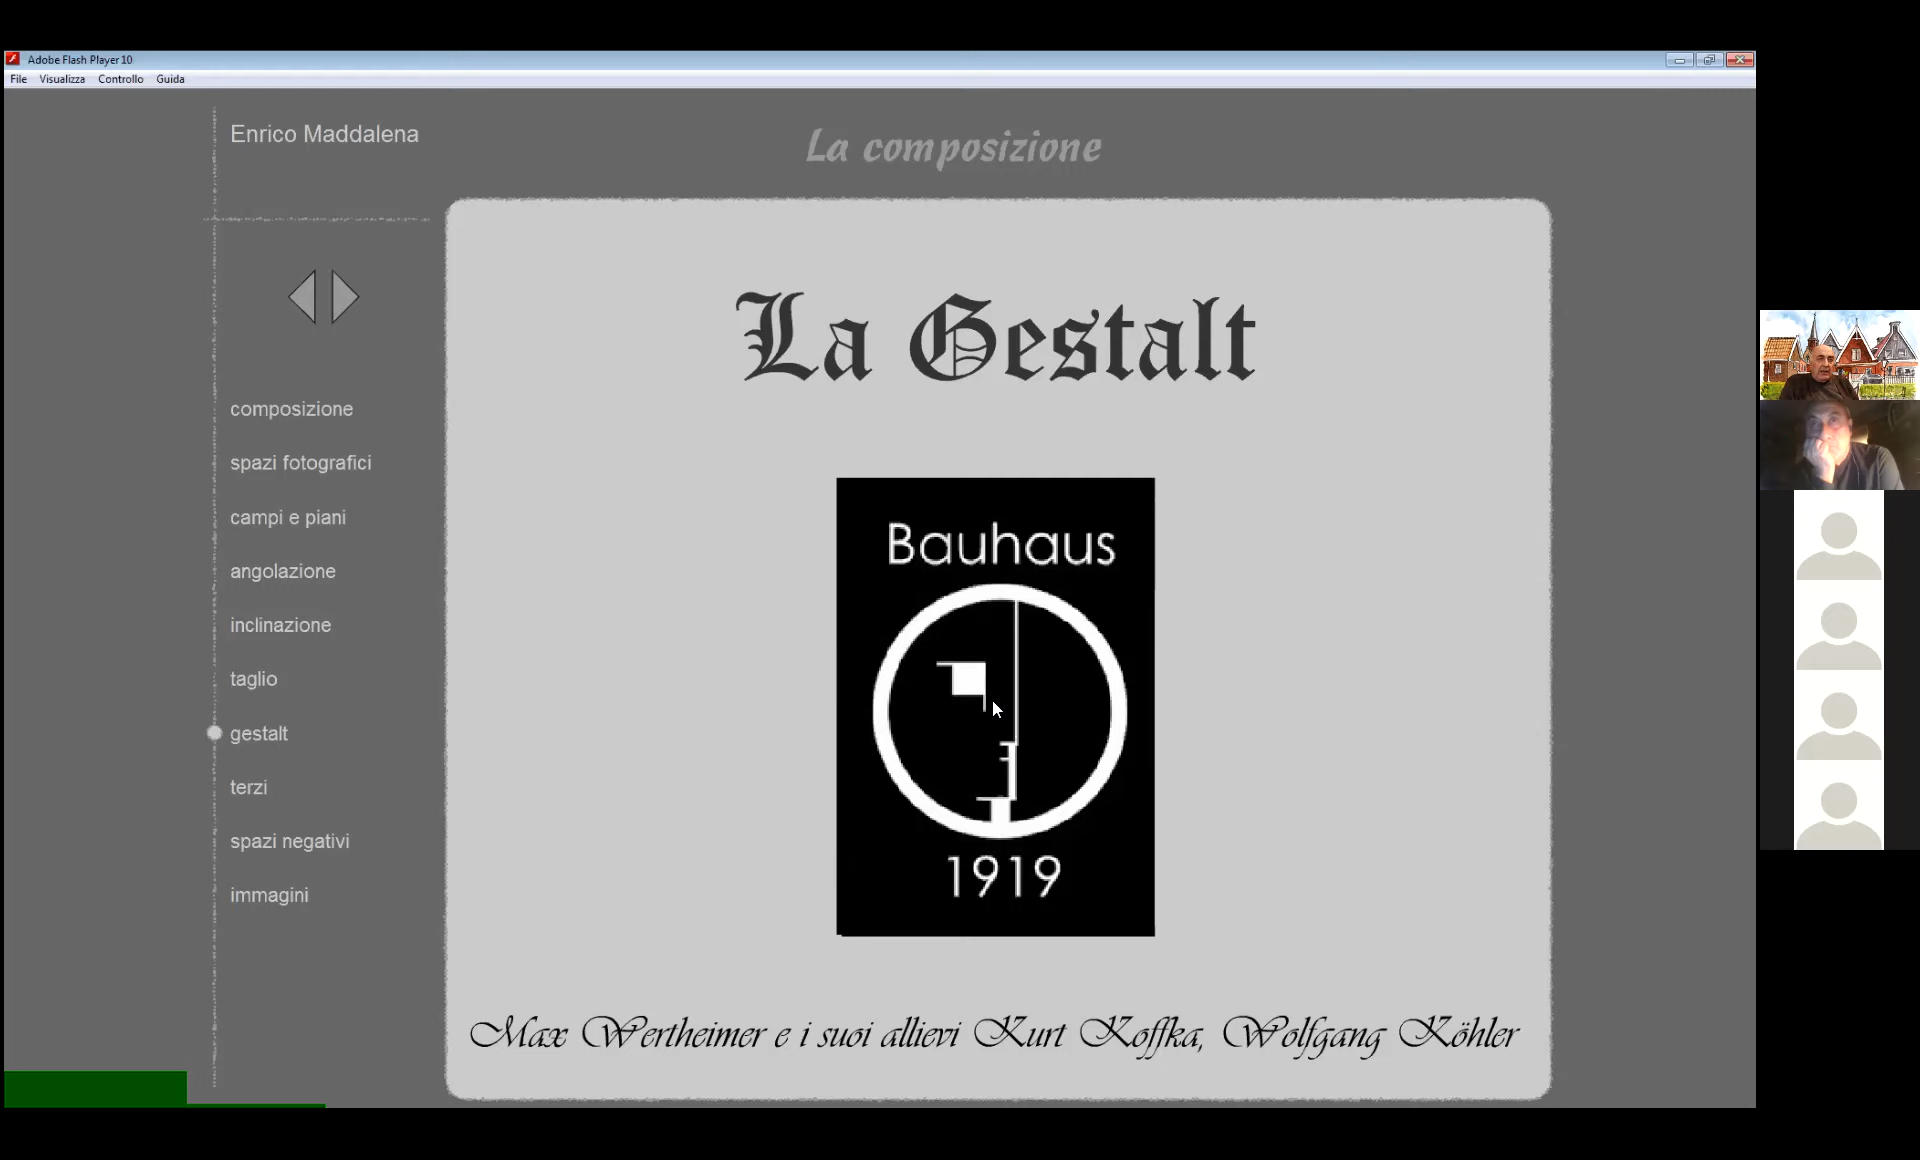 Adobe Flash Player 10
File Visualizza Controllo Guida
Enrico Maddalena
La composizione
composizione
spazi fotografici
campi e piani
angolazione
inclinazione
taglio
gestalt
terzi
spazi negativi
immagini
La Gestalt
Bauhaus
1919
Max Wertheimer e i suoi allievi Kurt Koffka, Wolfgang Köhler